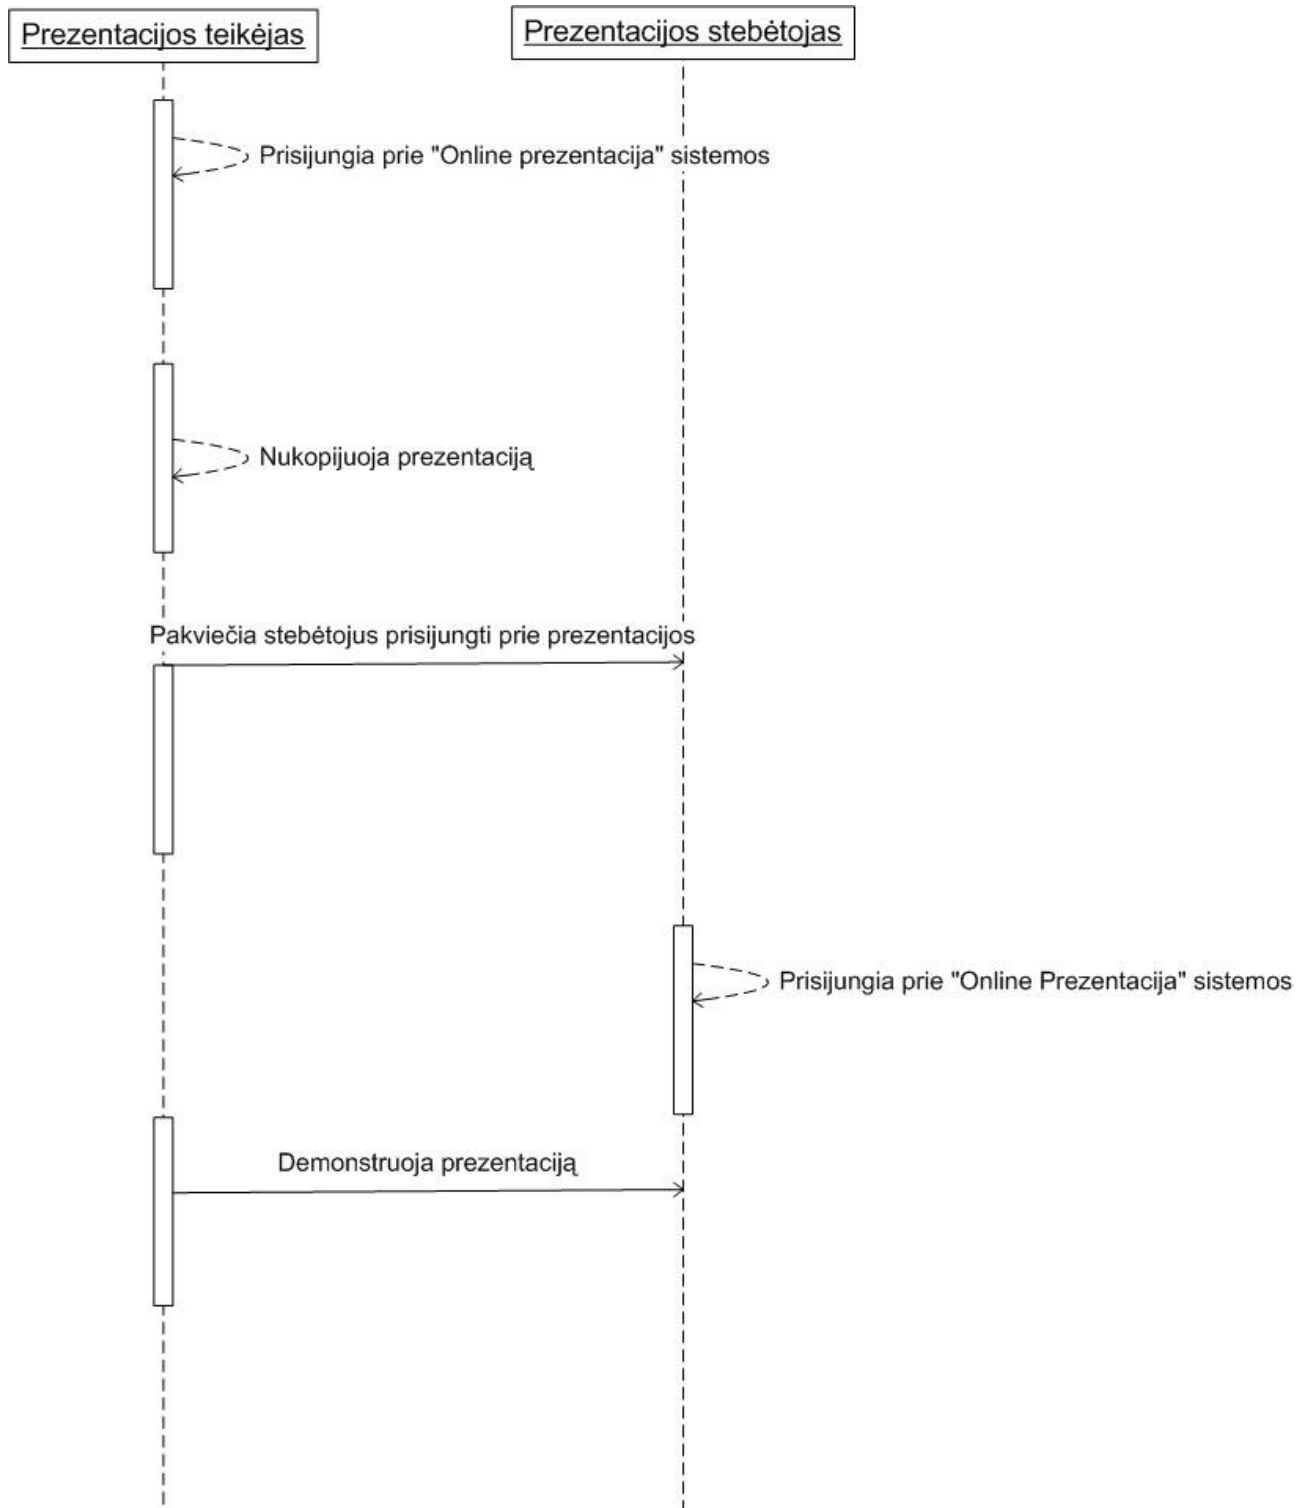 Prezentacijos teikėjas
Prezentacijos stebėtojas
Prisijungia prie "Online prezentacija" sistemos
Nukopijuoja prezentaciją
Pakviečia stebėtojus prisijungti prie prezentacijos
Prisijungia prie "Online Prezentacija" sistemos
Demonstruoja prezentaciją